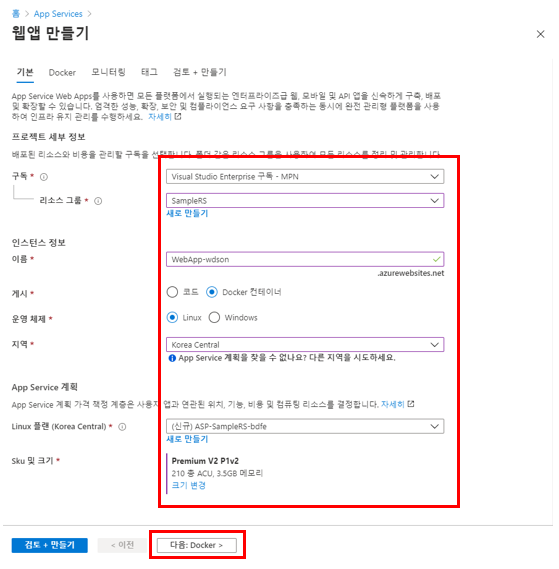 홈 > App Services >
웹앱 만들기
기본 Docker 모니터링 태그 검토 + 만들기
App Service Web Apps를 사용하면 모든 플랫폼에서 실행되는 엔터프라이즈급 웹, 모바일 및 API 앱을 신속하게 구축, 배포
및 확장할 수 있습니다. 엄격한 성능, 확장, 보안 및 컴플라이언스 요구 사항을 충족하는 동시에 완전 관리형 플랫폼을 사용
하여 인프라 유지 관리를 수행하세요. 자세히
프로젝트 세부 정보
배포된 리소스와 비용을 관리할 구독을 선택합니다. 폴더 같은 리소스 그룹을 사용하여 모든 리소스를 정리 및 관리합니다.
구독 * Visual Studio Enterprise 구독 - MPN
리소스 그룹 * SampleRS
새로 만들기
인스턴스 정보
이름 * WebApp-wdson
.azurewebsites.net
게시 * 코드 Docker 컨테이너
운영 체제 * Linux Windows
지역 * Korea Central
App Service 계획을 찾을 수 없나요? 다른 지역을 시도하세요.
App Service 계획
App Service 계획 가격 책정 계층은 사용자 앱과 연관된 위치, 기능, 비용 및 컴퓨팅 리소스를 결정합니다. 자세히
Linux 플랜 (Korea Central) * (신규) ASP-SampleRS-bdfe
새로 만들기
Sku 및 크기 * Premium V2 P1v2
210 총 ACU, 3.5GB 메모리
크기 변경
검토 + 만들기 < 이전 다음: Docker >